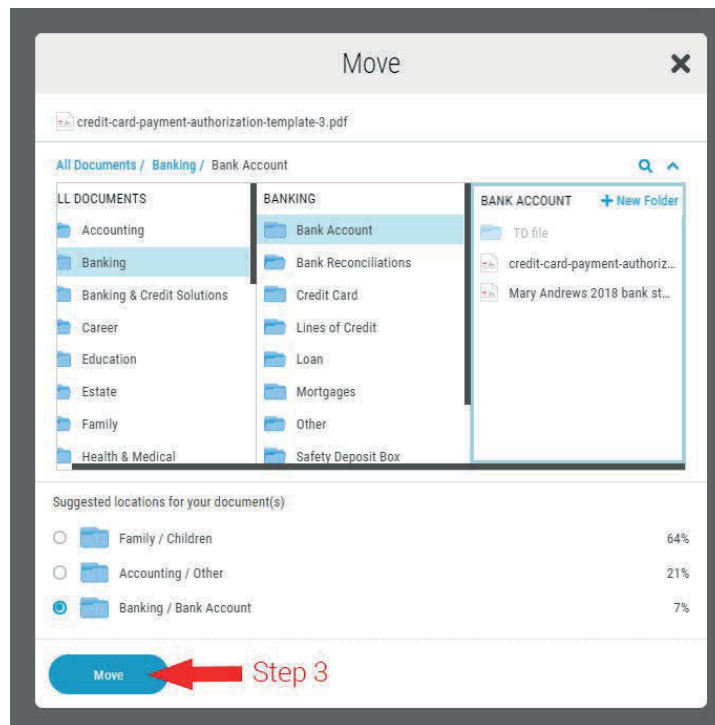 Move
credit-card-payment-authorization-template-3.pdf
All Documents / Banking / Bank Account
LL DOCUMENTS
Accounting
Banking
Banking & Credit Solutions
Career
Education
Estate
Family
Health & Medical
BANKING
Bank Account
Bank Reconciliations
Credit Card
Lines of Credit
Loan
Mortgages
Other
Safety Deposit Box
BANK ACCOUNT + New Folder
TD file
credit-card-payment-authoriz...
Mary Andrews 2018 bank st...
Suggested locations for your document(s)
Family / Children 64%
Accounting / Other 21%
Banking / Bank Account 7%
Move Step 3